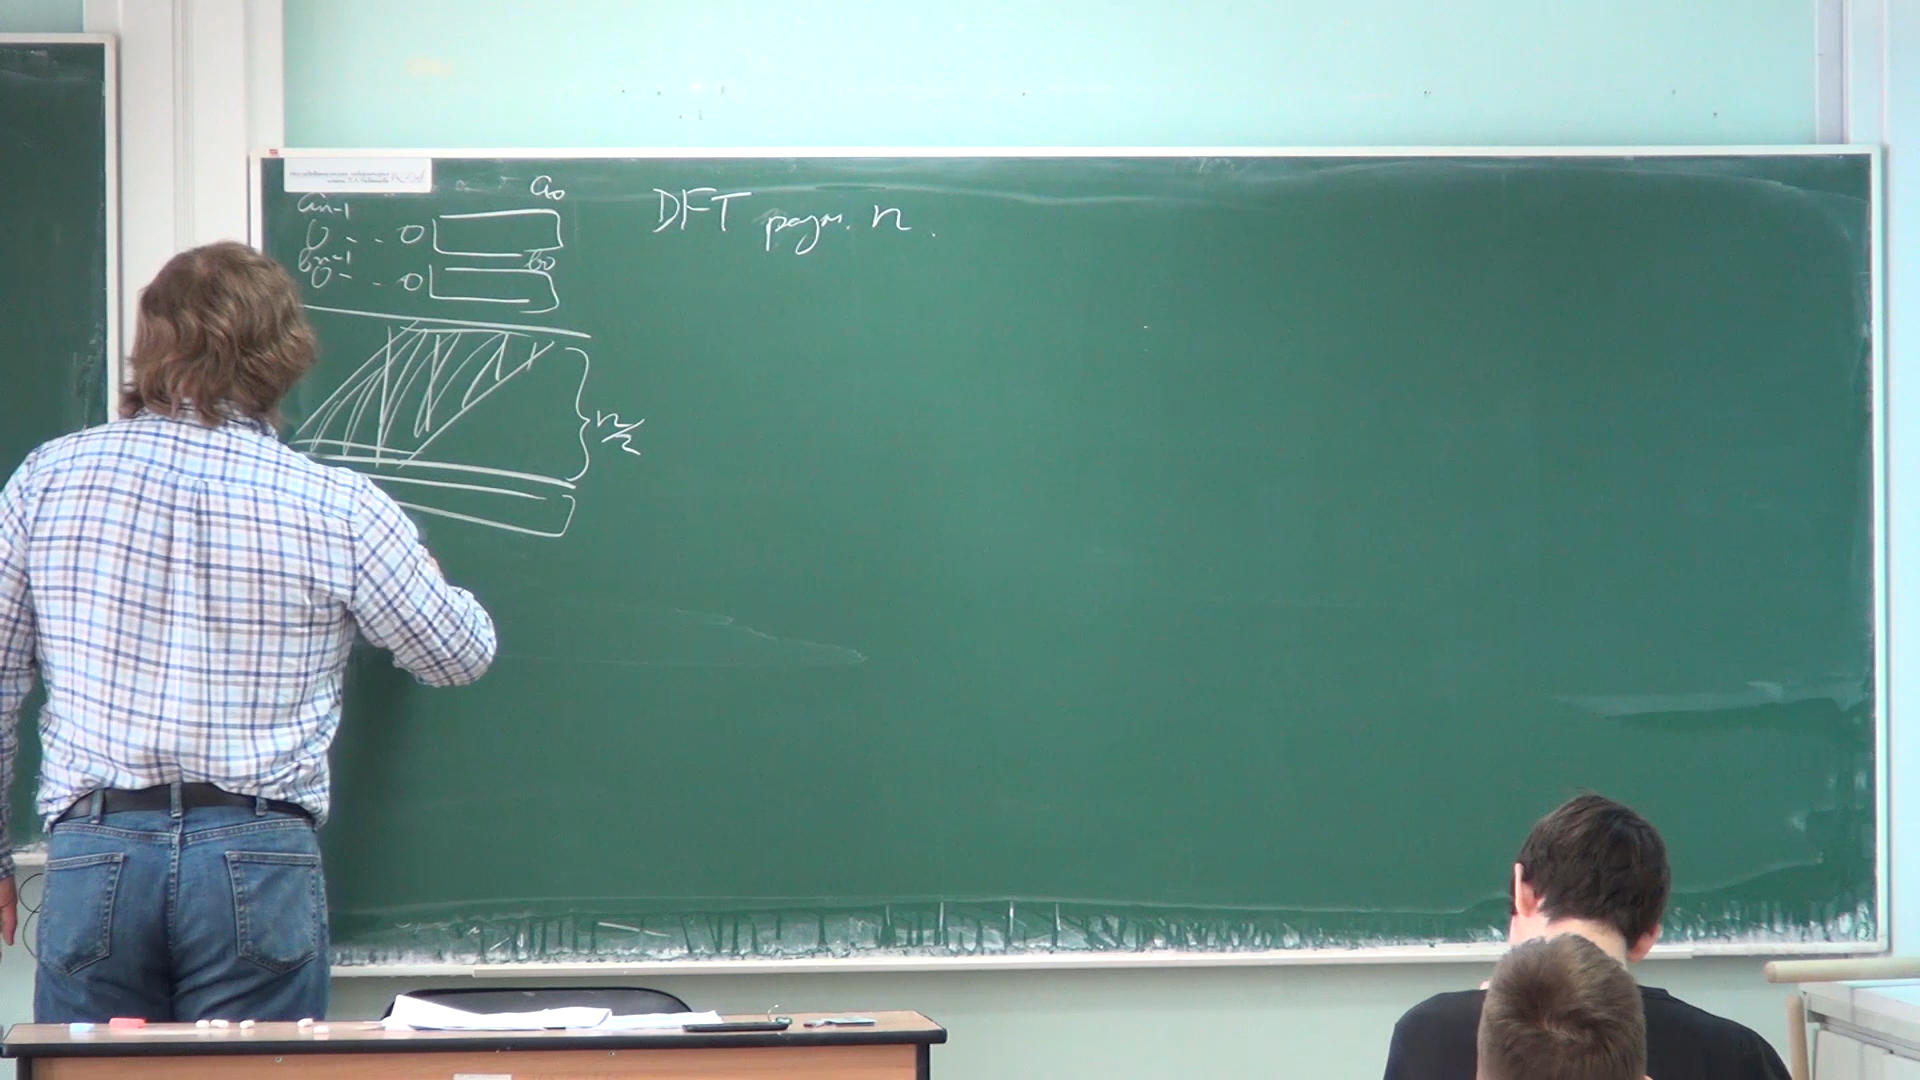 a₀
aₙ₋₁
0 . . 0
bₙ₋₁ b₀
0 . . 0
n/2
DFT разм. n.